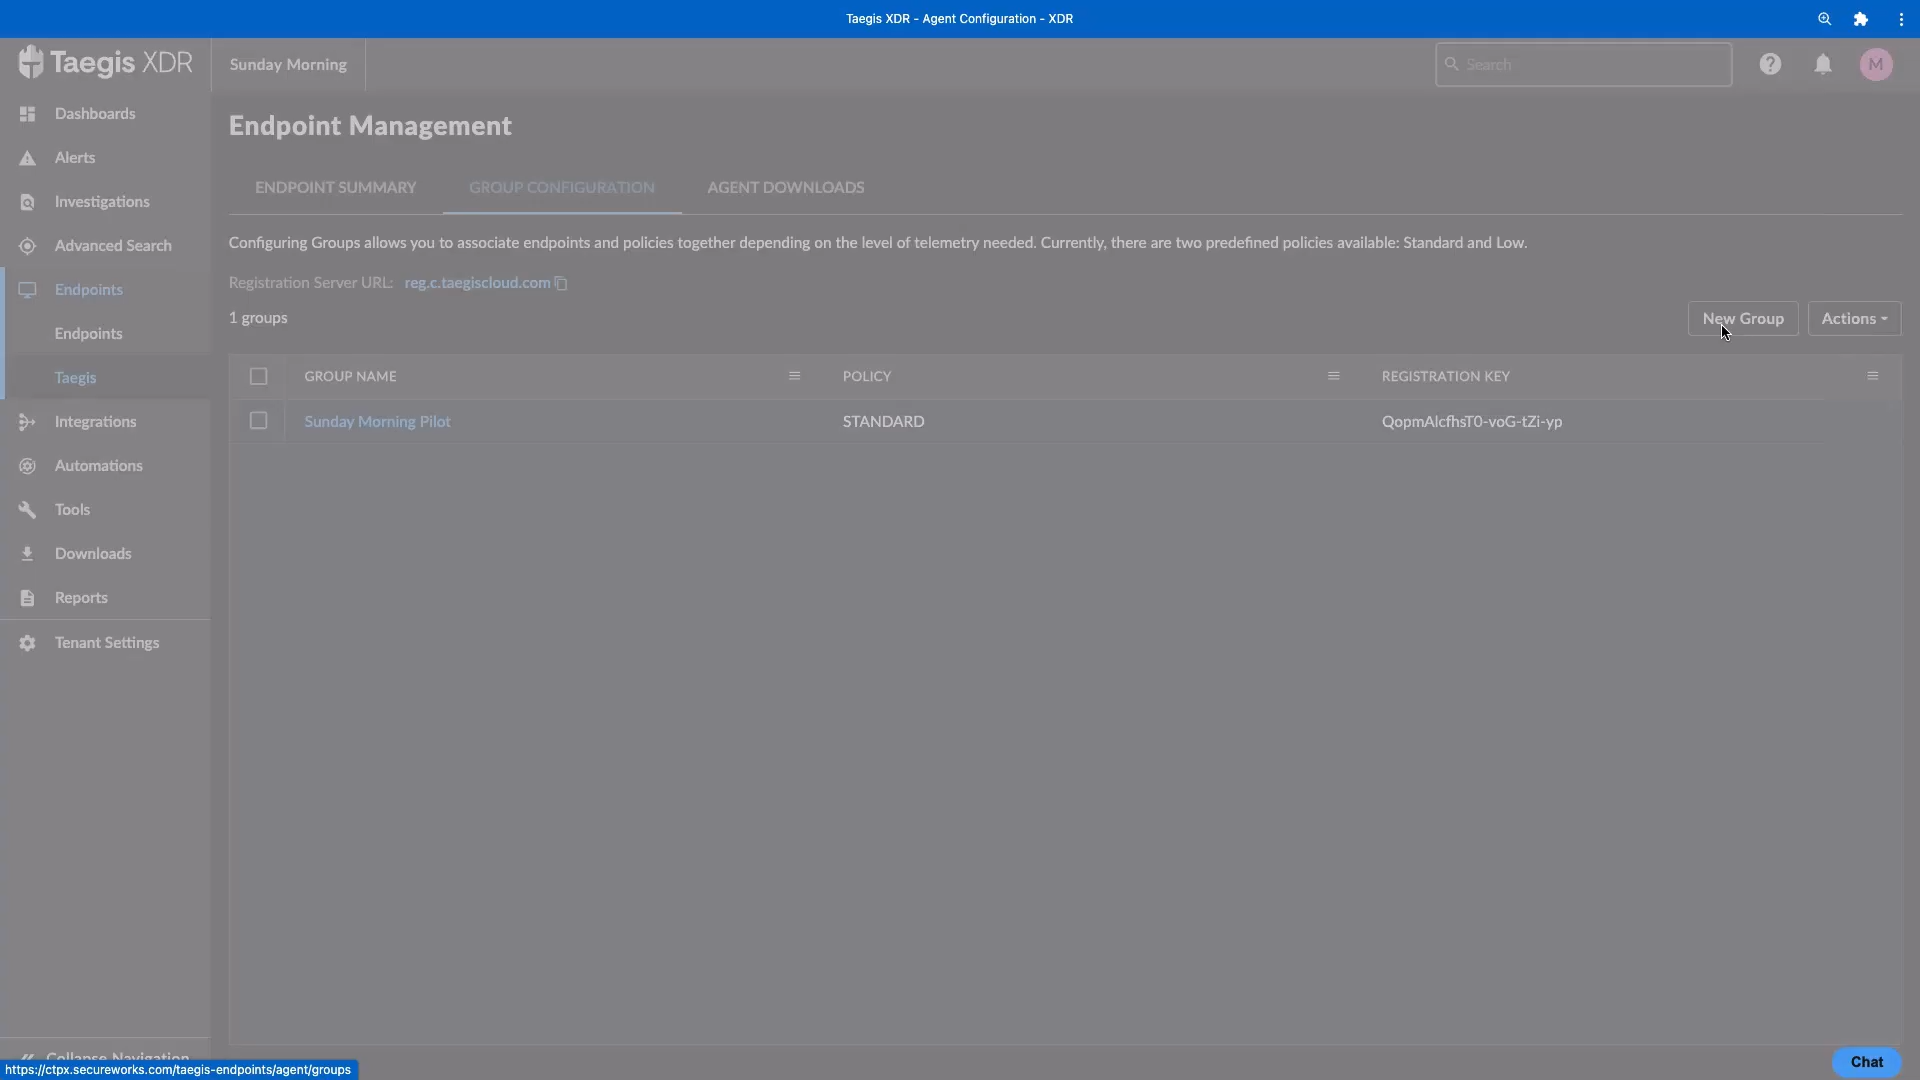 Taegis XDR - Agent Configuration - XDR
Taegis XDR
Sunday Morning
Search
M
Dashboards
Alerts
Investigations
Advanced Search
Endpoints
Endpoints
Taegis
Integrations
Automations
Tools
Downloads
Reports
Tenant Settings
Collapse Navigation
Endpoint Management
ENDPOINT SUMMARY
GROUP CONFIGURATION
AGENT DOWNLOADS
Configuring Groups allows you to associate endpoints and policies together depending on the level of telemetry needed. Currently, there are two predefined policies available: Standard and Low.
Registration Server URL: reg.c.taegiscloud.com
1 groups
New Group
Actions
GROUP NAME POLICY REGISTRATION KEY
Sunday Morning Pilot STANDARD QopmAlcfhsT0-voG-tZi-yp
https://ctpx.secureworks.com/taegis-endpoints/agent/groups
Chat